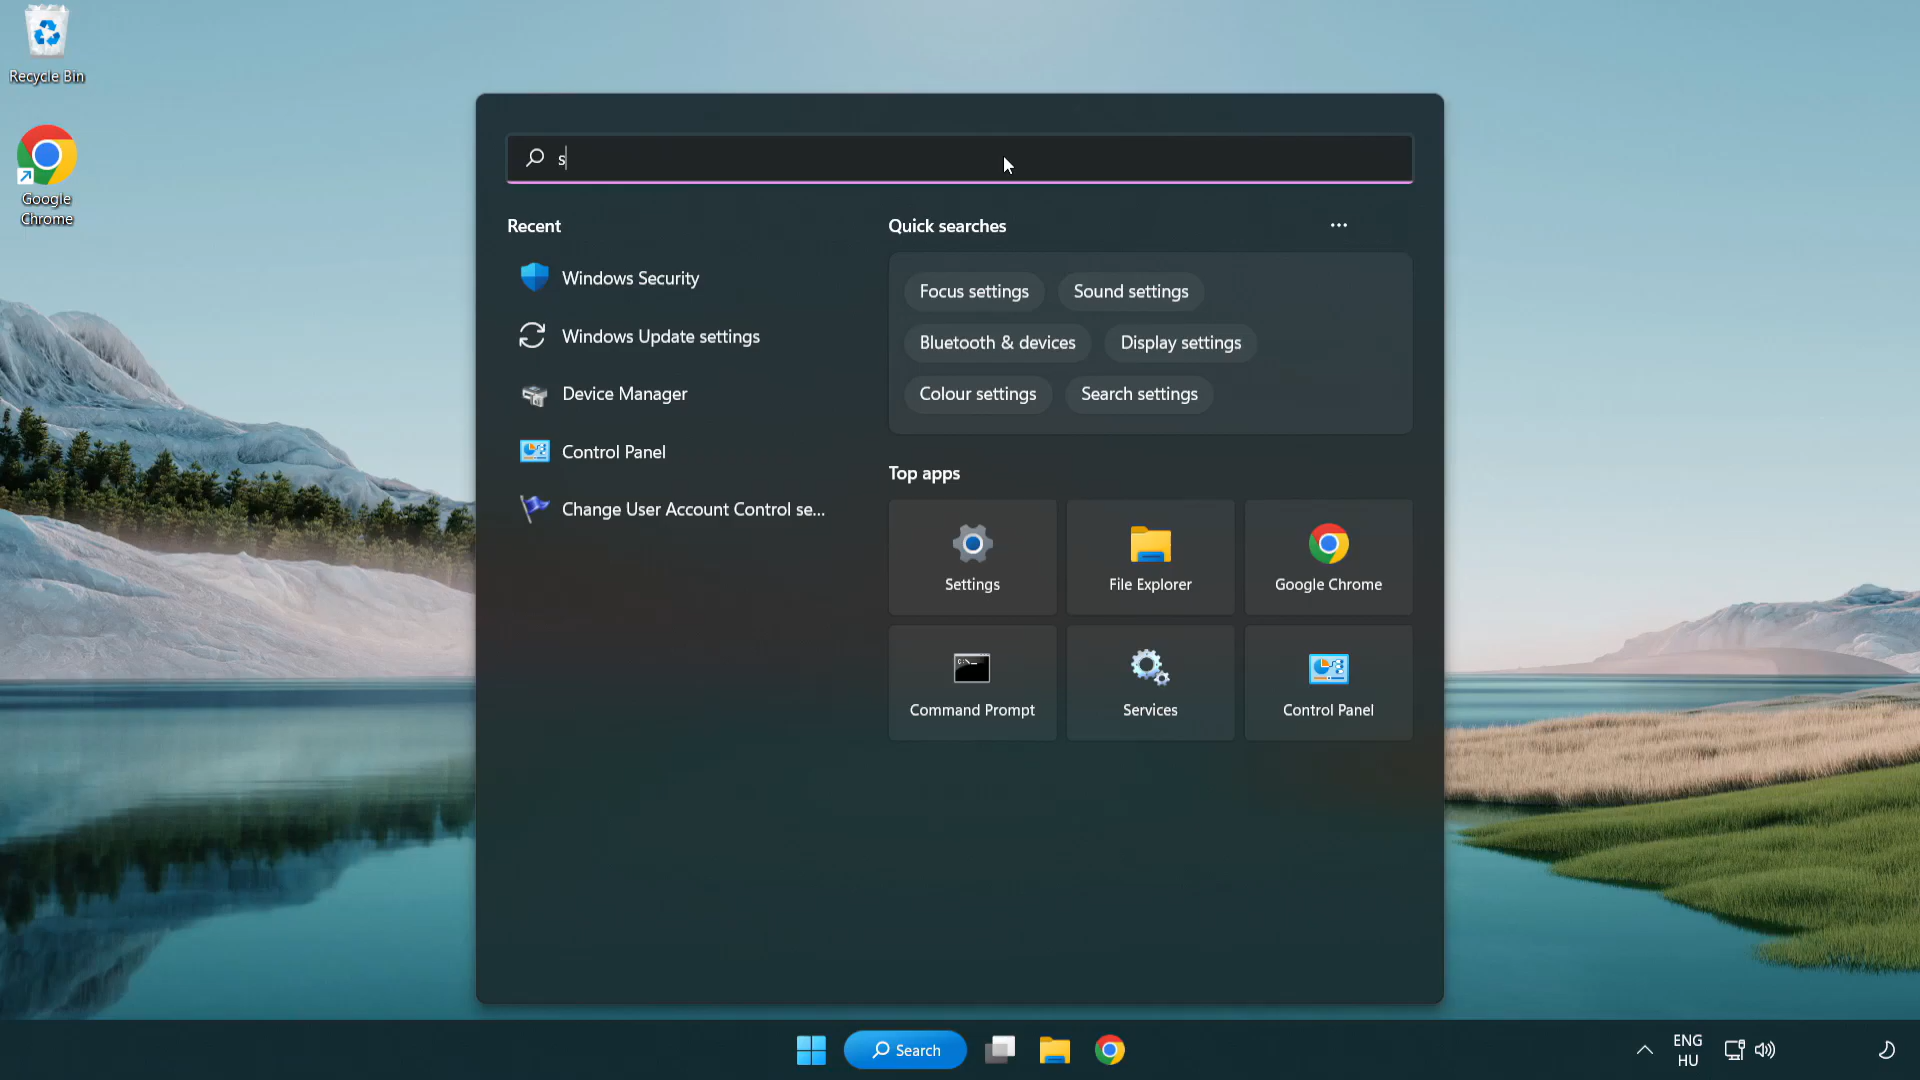 Recycle Bin
Google
Chrome
s
Recent
Windows Security
Windows Update settings
Device Manager
Control Panel
Change User Account Control se...
Quick searches
Focus settings
Sound settings
Bluetooth & devices
Display settings
Colour settings
Search settings
Top apps
Settings
File Explorer
Google Chrome
Command Prompt
Services
Control Panel
Search
ENG
HU